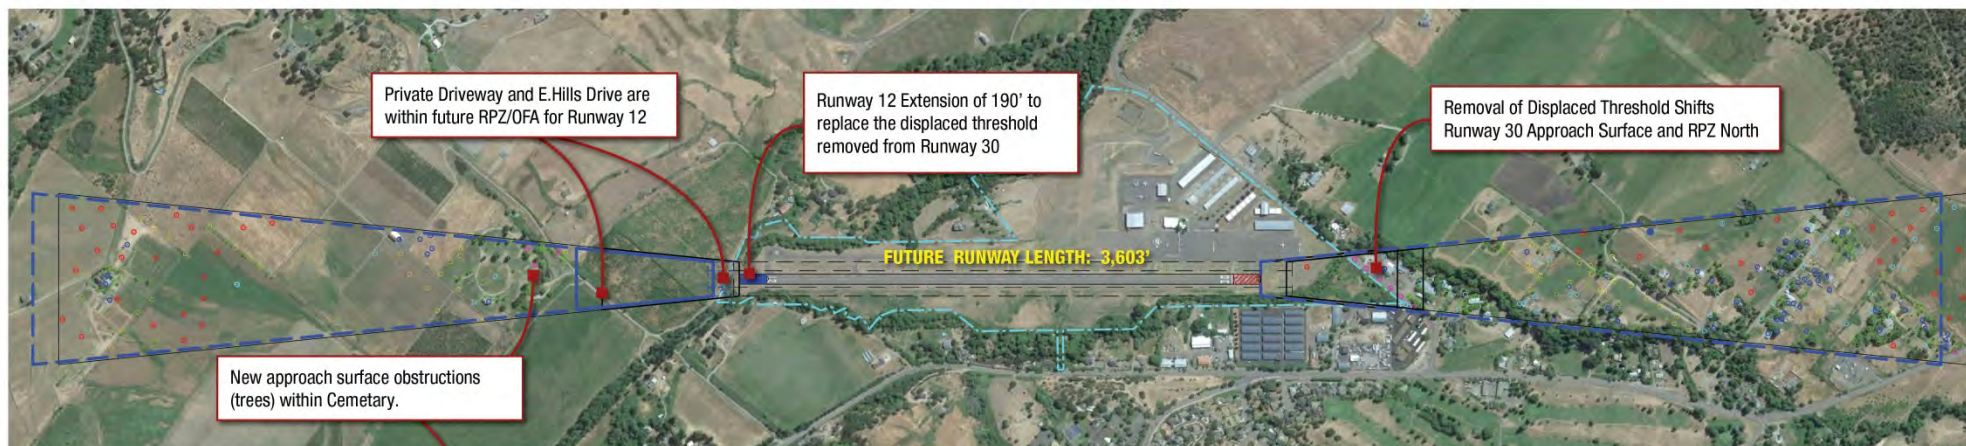 Private Driveway and E.Hills Drive are
within future RPZ/OFA for Runway 12
Runway 12 Extension of 190' to
replace the displaced threshold
removed from Runway 30
Removal of Displaced Threshold Shifts
Runway 30 Approach Surface and RPZ North
FUTURE RUNWAY LENGTH: 3,603'
New approach surface obstructions
(trees) within Cemetary.